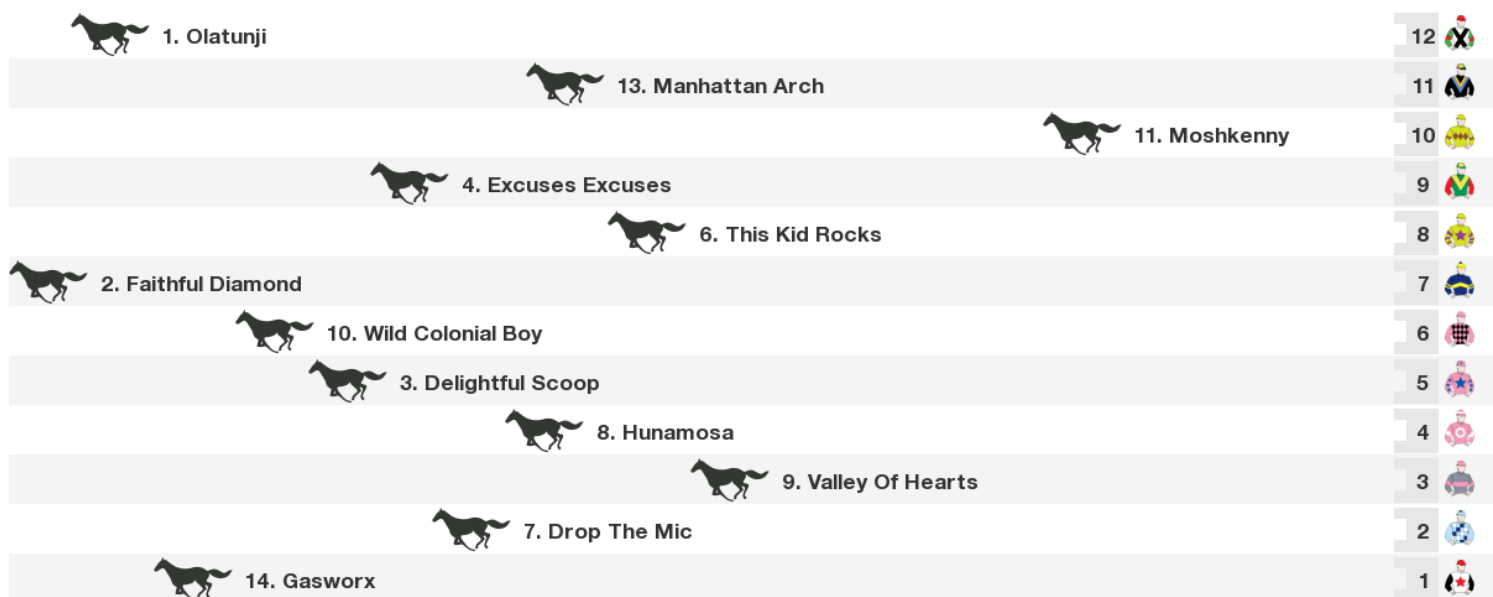 1. Olatunji 12
13. Manhattan Arch 11
11. Moshkenny 10
4. Excuses Excuses 9
6. This Kid Rocks 8
2. Faithful Diamond 7
10. Wild Colonial Boy 6
3. Delightful Scoop 5
8. Hunamosa 4
9. Valley Of Hearts 3
7. Drop The Mic 2
14. Gasworx 1